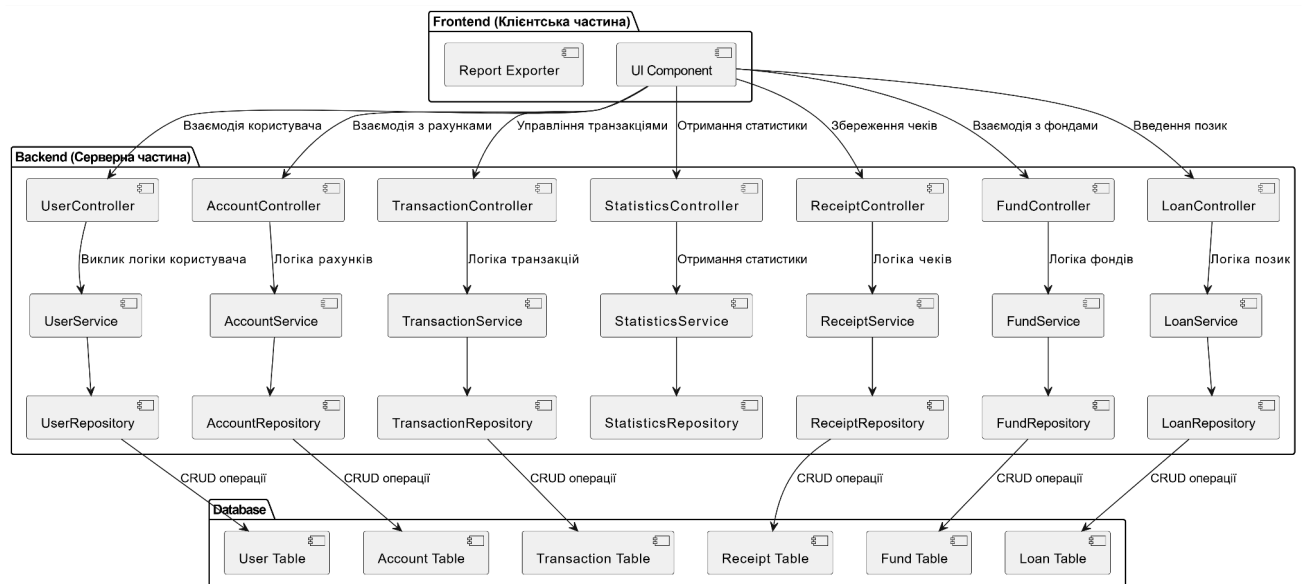 Frontend (Клієнтська частина)
Report Exporter
UI Component
Взаємодія користувача
Взаємодія з рахунками
Управління транзакціями
Отримання статистики
Збереження чеків
Взаємодія з фондами
Введення позик
Backend (Серверна частина)
UserController
AccountController
TransactionController
StatisticsController
ReceiptController
FundController
LoanController
Виклик логіки користувача
Логіка рахунків
Логіка транзакцій
Отримання статистики
Логіка чеків
Логіка фондів
Логіка позик
UserService
AccountService
TransactionService
StatisticsService
ReceiptService
FundService
LoanService
UserRepository
AccountRepository
TransactionRepository
StatisticsRepository
ReceiptRepository
FundRepository
LoanRepository
CRUD операції
CRUD операції
CRUD операції
CRUD операції
CRUD операції
CRUD операції
Database
User Table
Account Table
Transaction Table
Receipt Table
Fund Table
Loan Table